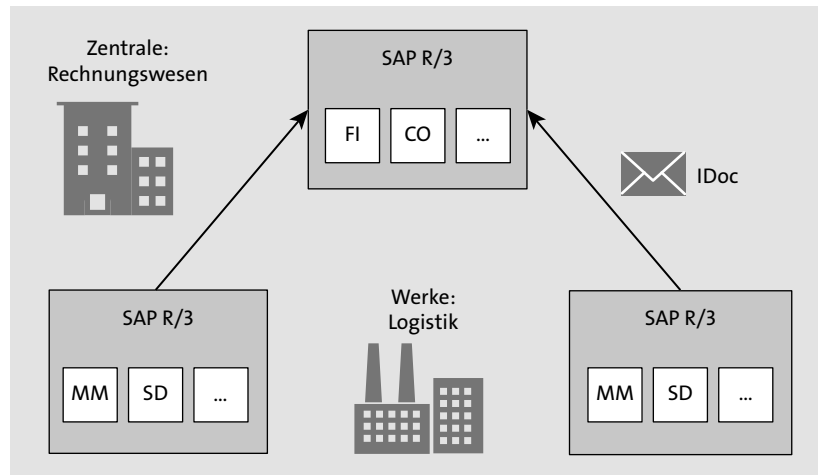 Zentrale:
Rechnungswesen
SAP R/3
FI
CO
...
IDoc
SAP R/3
MM
SD
...
Werke:
Logistik
SAP R/3
MM
SD
...